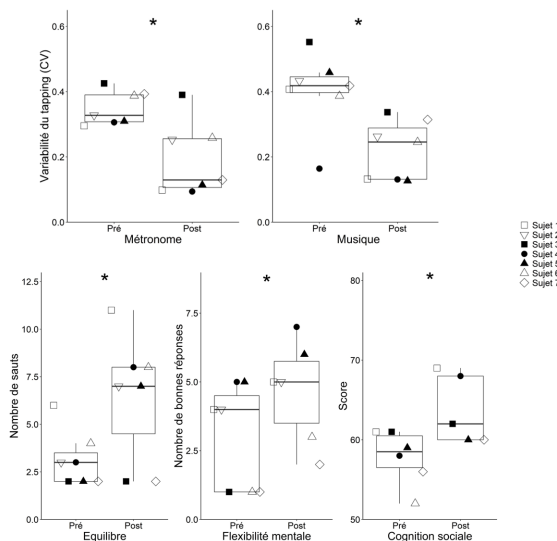 *
*
0.6
0.4
0.2
0.0
Variabilité du tapping (CV)
Pré
Post
Métronome
0.6
0.4
0.2
0.0
Pré
Post
Musique
Sujet 1
Sujet 2
Sujet 3
Sujet 4
Sujet 5
Sujet 6
Sujet 7
*
*
*
12.5
10.0
7.5
5.0
2.5
0.0
Nombre de sauts
Pré
Post
Equilibre
10.0
7.5
5.0
2.5
0.0
Nombre de bonnes réponses
Pré
Post
Flexibilité mentale
80
70
60
50
Score
Pré
Post
Cognition sociale